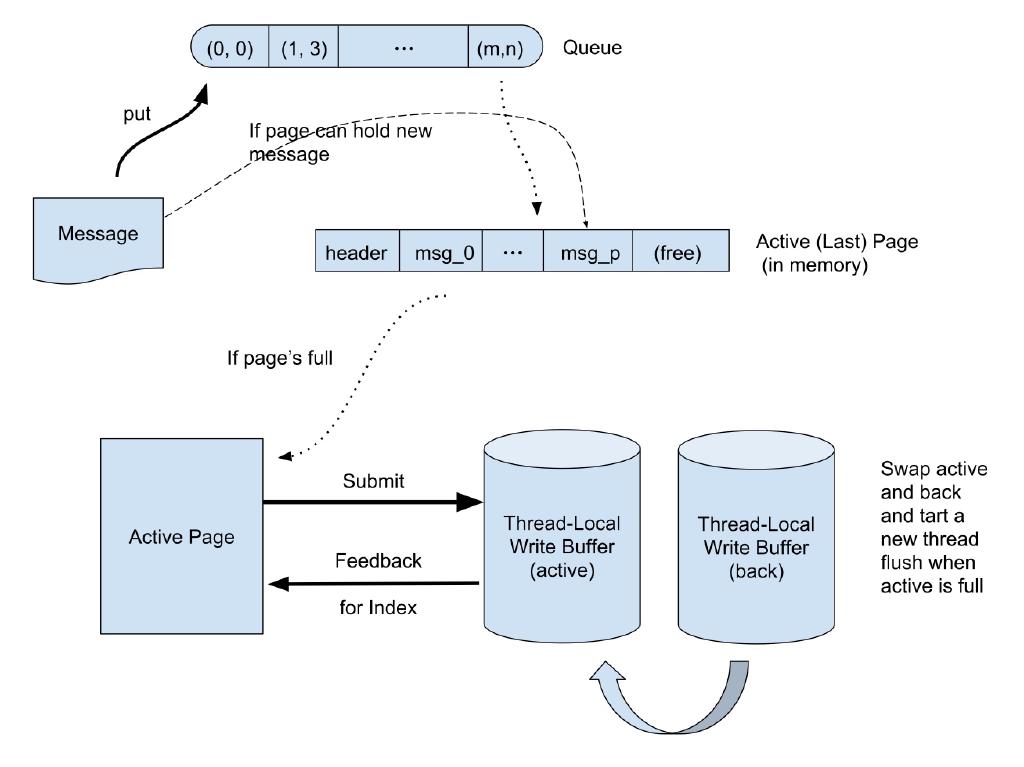 (0, 0) (1, 3) ... (m,n) Queue
put
If page can hold new
message
Message
header msg_0 ... msg_p (free)
Active (Last) Page
(in memory)
If page's full
Active Page
Submit
Feedback
for Index
Thread-Local
Write Buffer
(active)
Thread-Local
Write Buffer
(back)
Swap active
and back
and tart a
new thread
flush when
active is full